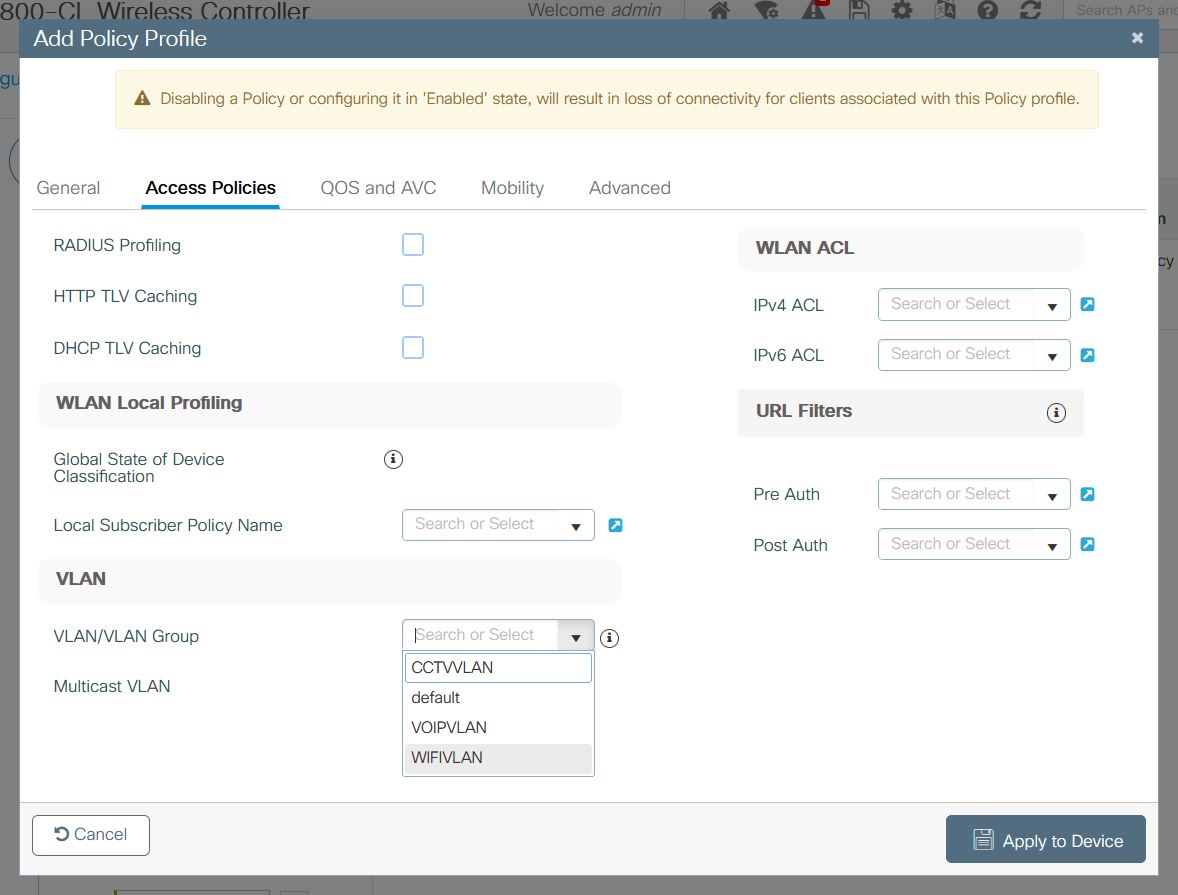 800-CL Wireless Controller
Welcome admin
Search APs and
Add Policy Profile
Disabling a Policy or configuring it in 'Enabled' state, will result in loss of connectivity for clients associated with this Policy profile.
General
Access Policies
QOS and AVC
Mobility
Advanced
RADIUS Profiling
HTTP TLV Caching
DHCP TLV Caching
WLAN Local Profiling
Global State of Device
Classification
Local Subscriber Policy Name
Search or Select
VLAN
VLAN/VLAN Group
Search or Select
CCTVVLAN
default
VOIPVLAN
WIFIVLAN
Multicast VLAN
WLAN ACL
IPv4 ACL
Search or Select
IPv6 ACL
Search or Select
URL Filters
Pre Auth
Search or Select
Post Auth
Search or Select
Cancel
Apply to Device